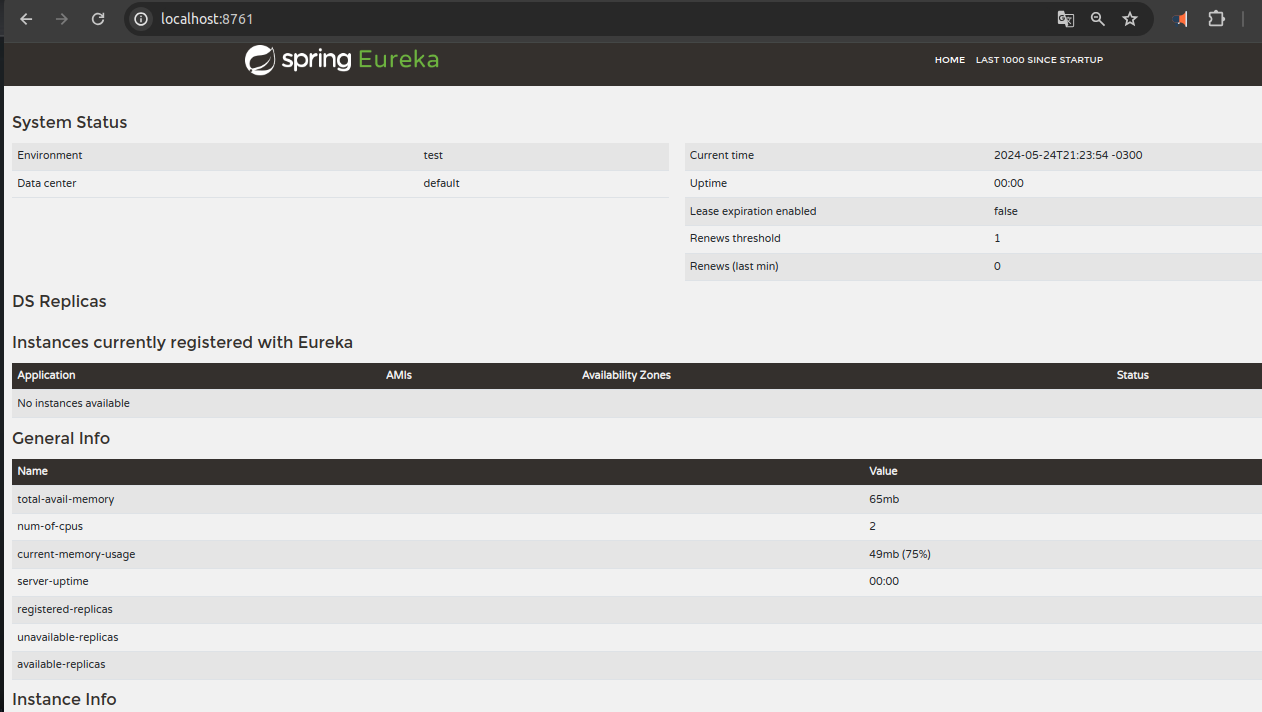 localhost:8761
spring Eureka
HOME LAST 1000 SINCE STARTUP
System Status
Environment test
Data center default
Current time 2024-05-24T21:23:54 -0300
Uptime 00:00
Lease expiration enabled false
Renews threshold 1
Renews (last min) 0
DS Replicas
Instances currently registered with Eureka
Application AMIs Availability Zones Status
No instances available
General Info
Name Value
total-avail-memory 65mb
num-of-cpus 2
current-memory-usage 49mb (75%)
server-uptime 00:00
registered-replicas
unavailable-replicas
available-replicas
Instance Info